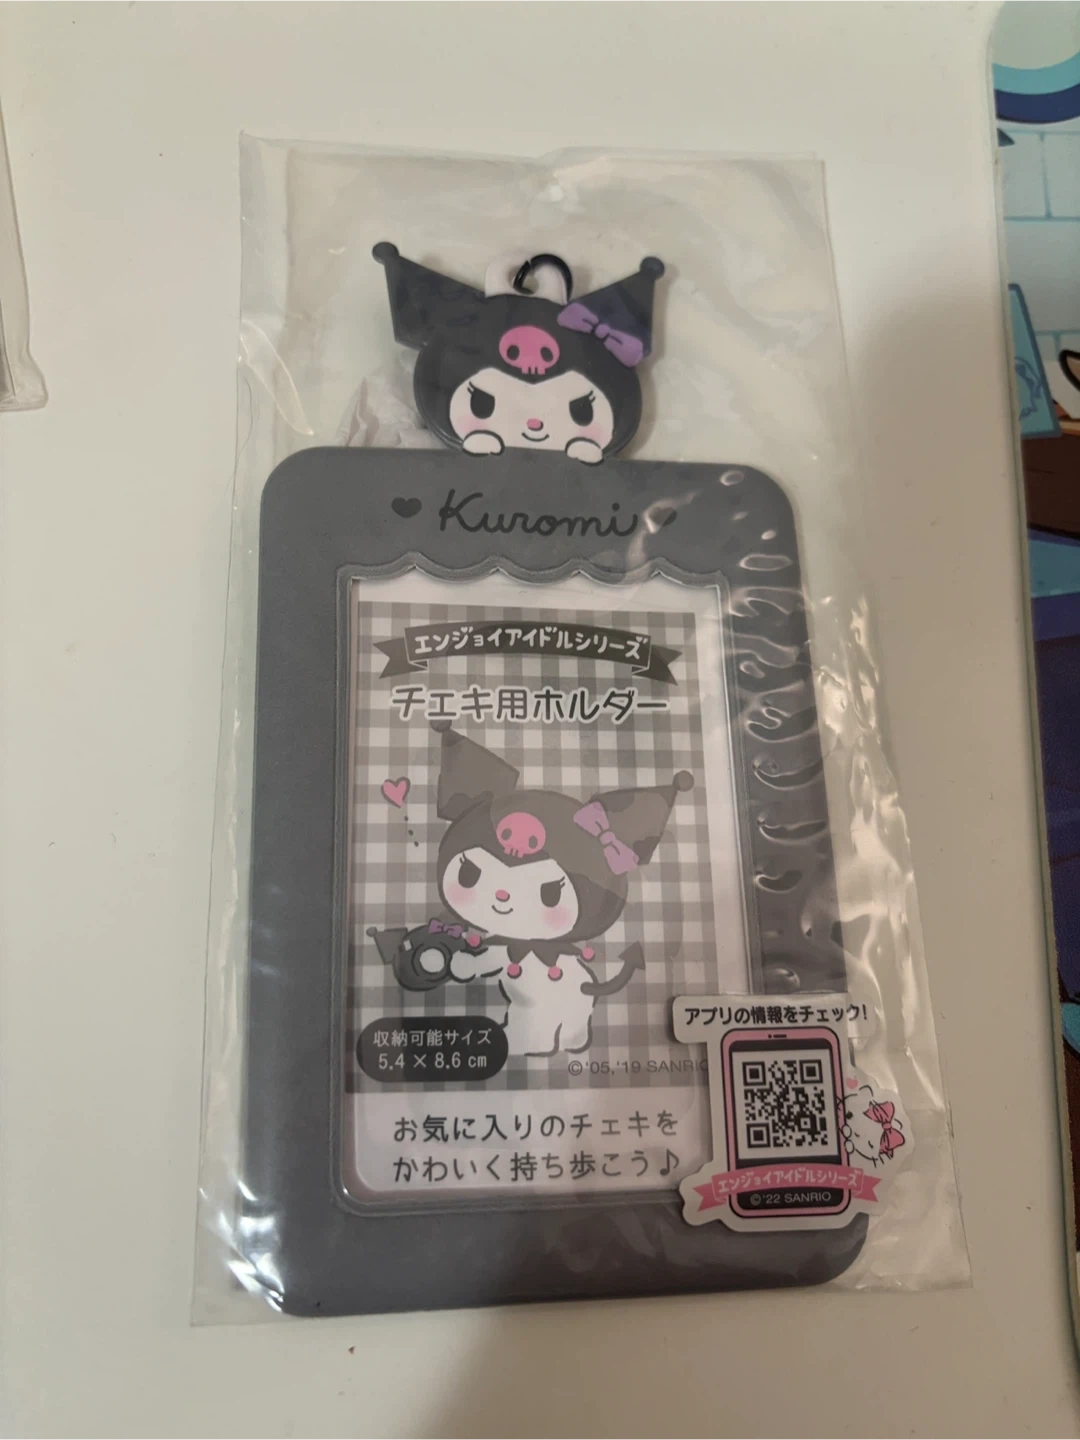 Kuromi
エンジョイアイドルシリーズ
チェキ用ホルダー
収納可能サイズ
5.4 × 8.6 cm
©'05,'19 SANRIO
お気に入りのチェキを
かわいく持ち歩こう♪
アプリの情報をチェック!
エンジョイアイドルシリーズ
©'22 SANRIO